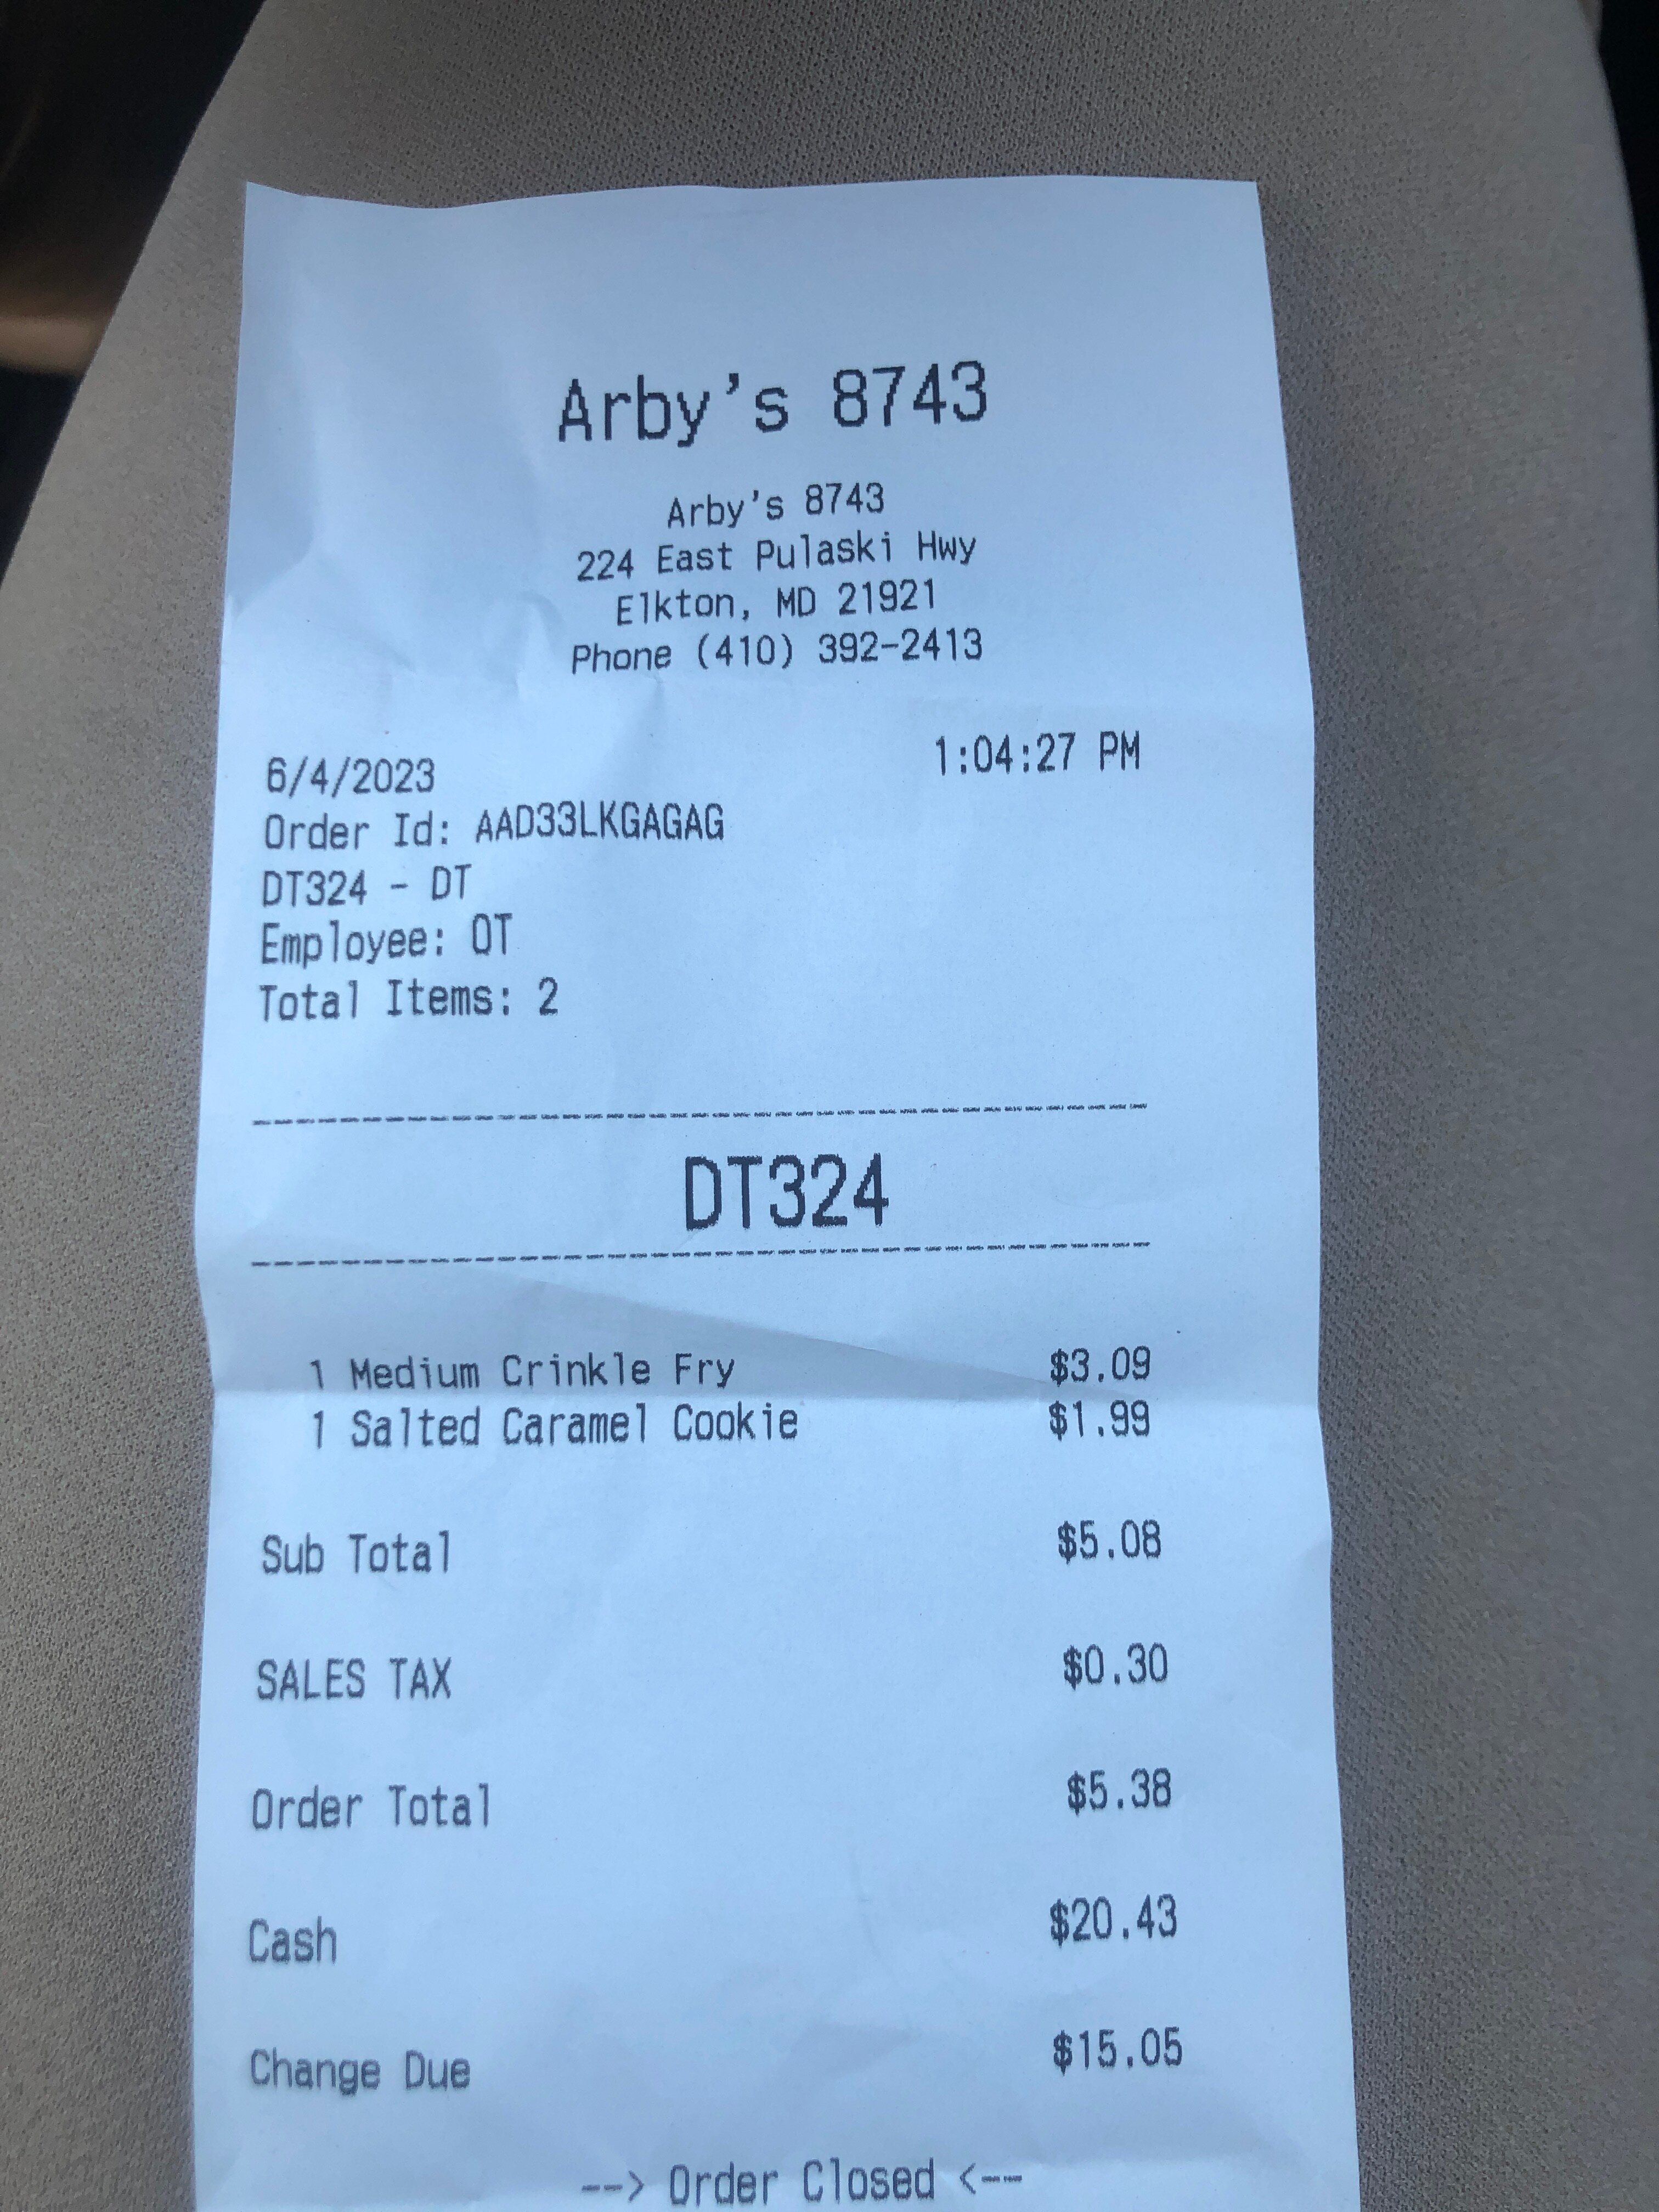 Arby's 8743
Arby's 8743
224 East Pulaski Hwy
Elkton, MD 21921
Phone (410) 392-2413
6/4/2023 1:04:27 PM
Order Id: AAD33LKGAGAG
DT324 - DT
Employee: OT
Total Items: 2
DT324
1 Medium Crinkle Fry $3.09
1 Salted Caramel Cookie $1.99
Sub Total $5.08
SALES TAX $0.30
Order Total $5.38
Cash $20.43
Change Due $15.05
--> Order Closed <--